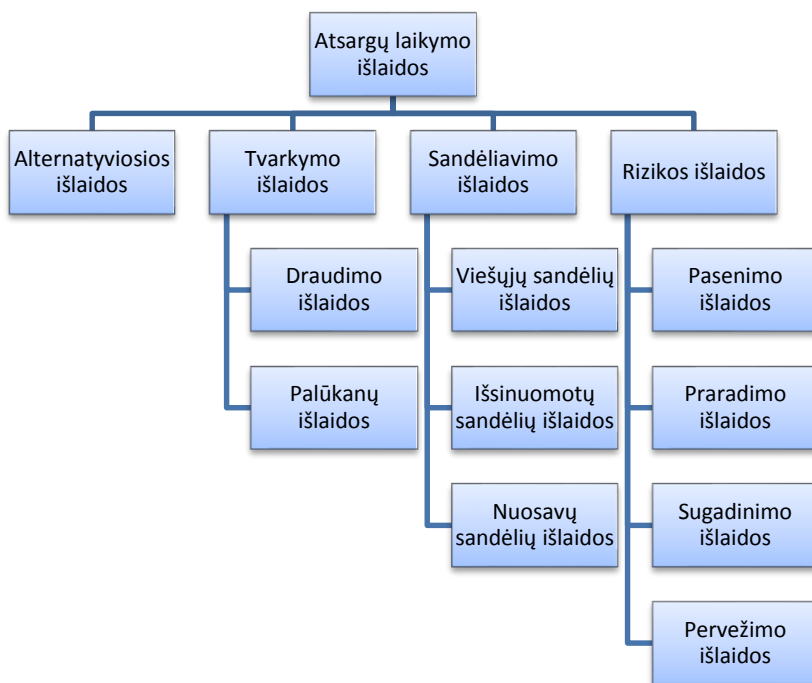 Atsargų laikymo
išlaidos
Alternatyviosios
išlaidos
Tvarkymo
išlaidos
Sandėliavimo
išlaidos
Rizikos išlaidos
Draudimo
išlaidos
Palūkanų
išlaidos
Viešųjų sandėlių
išlaidos
Išsinuomotų
sandėlių išlaidos
Nuosavų
sandėlių išlaidos
Pasenimo
išlaidos
Praradimo
išlaidos
Sugadinimo
išlaidos
Pervežimo
išlaidos